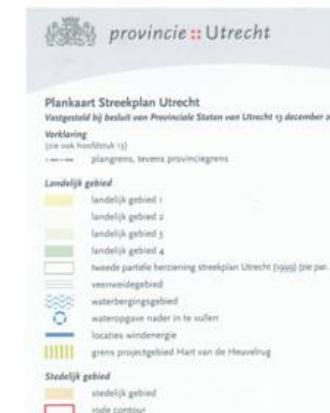 provincie :: Utrecht
Plankaart Streekplan Utrecht
Vastgesteld bij besluit van Provinciale Staten van Utrecht 13 december 2
Verklaring
(zie ook hoofdstuk 13)
plangrens, tevens provinciegrens
Landelijk gebied
landelijk gebied 1
landelijk gebied 2
landelijk gebied 3
landelijk gebied 4
tweede partiële herziening streekplan Utrecht (1999) (zie par.
veenweidegebied
waterbergingsgebied
wateropgave nader in te vullen
locaties windenergie
grens projectgebied Hart van de Heuvelrug
Stedelijk gebied
stedelijk gebied
rode contour